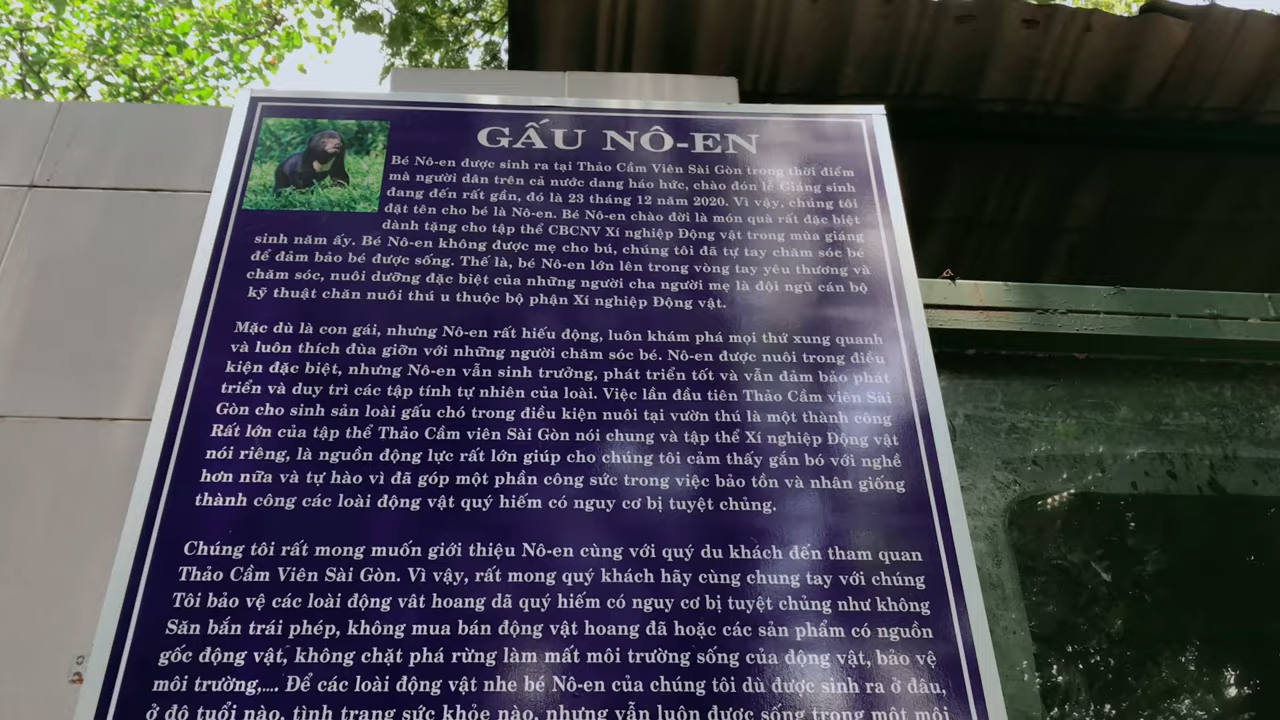 GẤU NÔ-EN
Bé Nô-en được sinh ra tại Thảo Cầm Viên Sài Gòn trong thời điểm
mà người dân trên cả nước dang háo hức, chào đón lễ Giáng sinh
đang đến rất gần, đó là 23 tháng 12 năm 2020. Vì vậy, chúng tôi
đặt tên cho bé là Nô-en. Bé Nô-en chào đời là món quà rất đặc biệt
dành tặng cho tập thể CBCNV Xí nghiệp Động vật trong mùa giáng
sinh năm ấy. Bé Nô-en không được mẹ cho bú, chúng tôi đã tự tay chăm sóc bé
để đảm bảo bé được sống. Thế là, bé Nô-en lớn lên trong vòng tay yêu thương và
chăm sóc, nuôi dưỡng đặc biệt của những người cha người mẹ là đội ngũ cán bộ
kỹ thuật chăn nuôi thú u thuộc bộ phận Xí nghiệp Động vật.
Mặc dù là con gái, nhưng Nô-en rất hiếu động, luôn khám phá mọi thứ xung quanh
và luôn thích đùa giỡn với những người chăm sóc bé. Nô-en được nuôi trong điều
kiện đặc biệt, nhưng Nô-en vẫn sinh trưởng, phát triển tốt và vẫn đảm bảo phát
triển và duy trì các tập tính tự nhiên của loài. Việc lần đầu tiên Thảo Cầm viên Sài
Gòn cho sinh sản loài gấu chó trong điều kiện nuôi tại vườn thú là một thành công
Rất lớn của tập thể Thảo Cầm viên Sài Gòn nói chung và tập thể Xí nghiệp Động vật
nói riêng, là nguồn động lực rất lớn giúp cho chúng tôi cảm thấy gắn bó với nghề
hơn nữa và tự hào vì đã góp một phần công sức trong việc bảo tồn và nhân giống
thành công các loài động vật quý hiếm có nguy cơ bị tuyệt chủng.
Chúng tôi rất mong muốn giới thiệu Nô-en cùng với quý du khách đến tham quan
Thảo Cầm Viên Sài Gòn. Vì vậy, rất mong quý khách hãy cùng chung tay với chúng
Tôi bảo vệ các loài động vât hoang dã quý hiếm có nguy cơ bị tuyệt chủng như không
Săn bắn trái phép, không mua bán động vật hoang đã hoặc các sản phẩm có nguồn
gốc động vật, không chặt phá rừng làm mất môi trường sống của động vật, bảo vệ
môi trường,.... Để các loài động vật nhe bé Nô-en của chúng tôi dù được sinh ra ở đâu,
ở độ tuổi nào, tình trạng sức khỏe nào, nhưng vẫn luôn được sống trong một môi